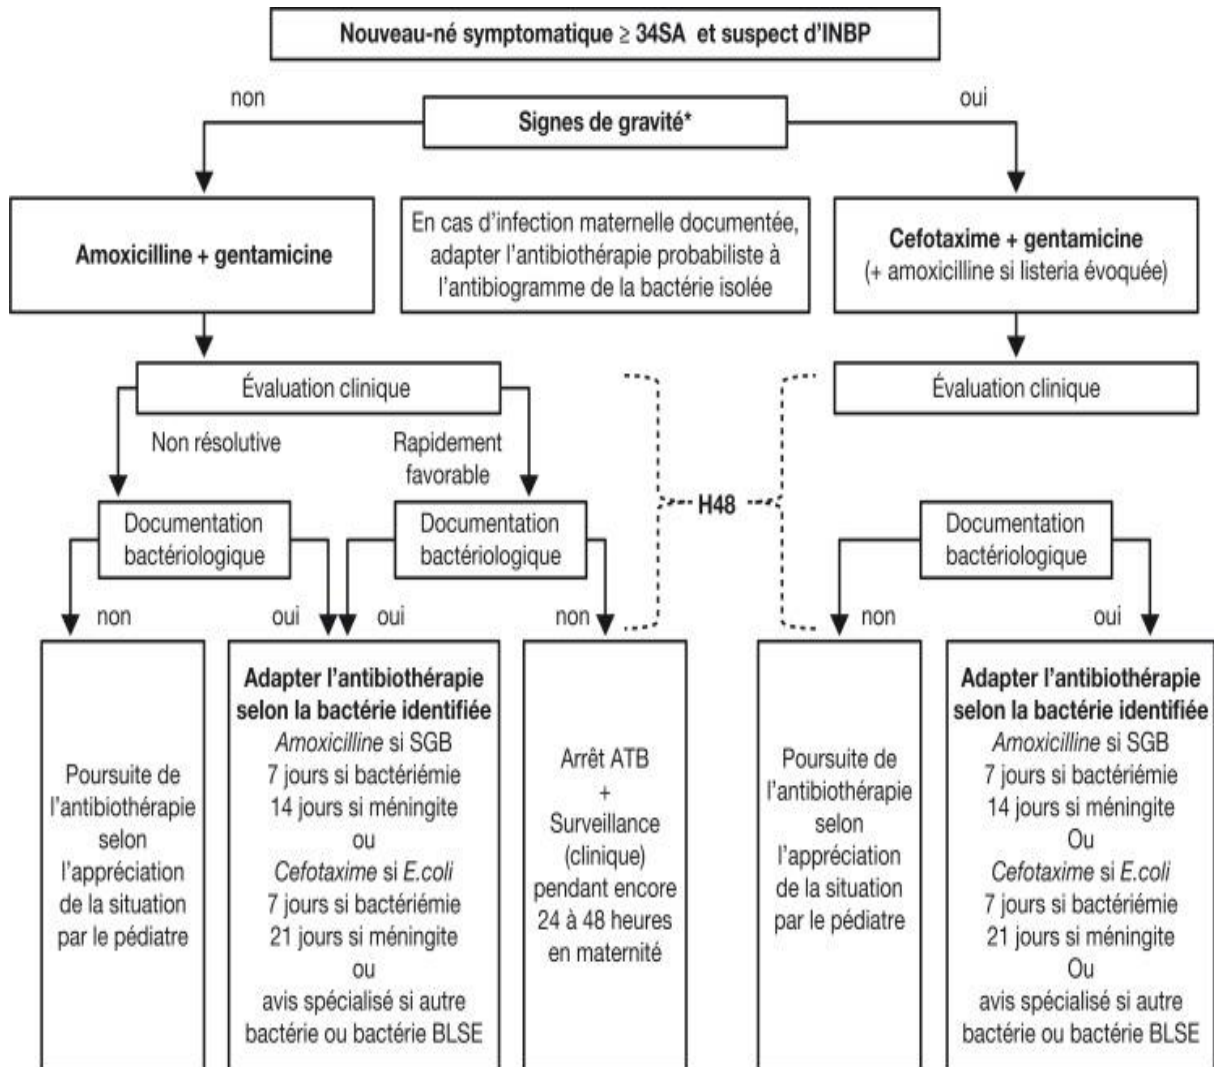 Nouveau-né symptomatique ≥ 34SA et suspect d'INBP
non
oui
Signes de gravité*
Amoxicilline + gentamicine
En cas d'infection maternelle documentée,
adapter l'antibiothérapie probabiliste à
l'antibiogramme de la bactérie isolée
Cefotaxime + gentamicine
(+ amoxicilline si listeria évoquée)
Évaluation clinique
Évaluation clinique
Non résolutive
Rapidement
favorable
H48
Documentation
bactériologique
Documentation
bactériologique
Documentation
bactériologique
non
oui
oui
non
non
oui
Poursuite de
l'antibiothérapie
selon
l'appréciation
de la situation
par le pédiatre
Adapter l'antibiothérapie
selon la bactérie identifiée
Amoxicilline si SGB
7 jours si bactériémie
14 jours si méningite
ou
Cefotaxime si E.coli
7 jours si bactériémie
21 jours si méningite
ou
avis spécialisé si autre
bactérie ou bactérie BLSE
Arrêt ATB
+
Surveillance
(clinique)
pendant encore
24 à 48 heures
en maternité
Poursuite de
l'antibiothérapie
selon
l'appréciation
de la situation
par le pédiatre
Adapter l'antibiothérapie
selon la bactérie identifiée
Amoxicilline si SGB
7 jours si bactériémie
14 jours si méningite
Ou
Cefotaxime si E.coli
7 jours si bactériémie
21 jours si méningite
Ou
avis spécialisé si autre
bactérie ou bactérie BLSE